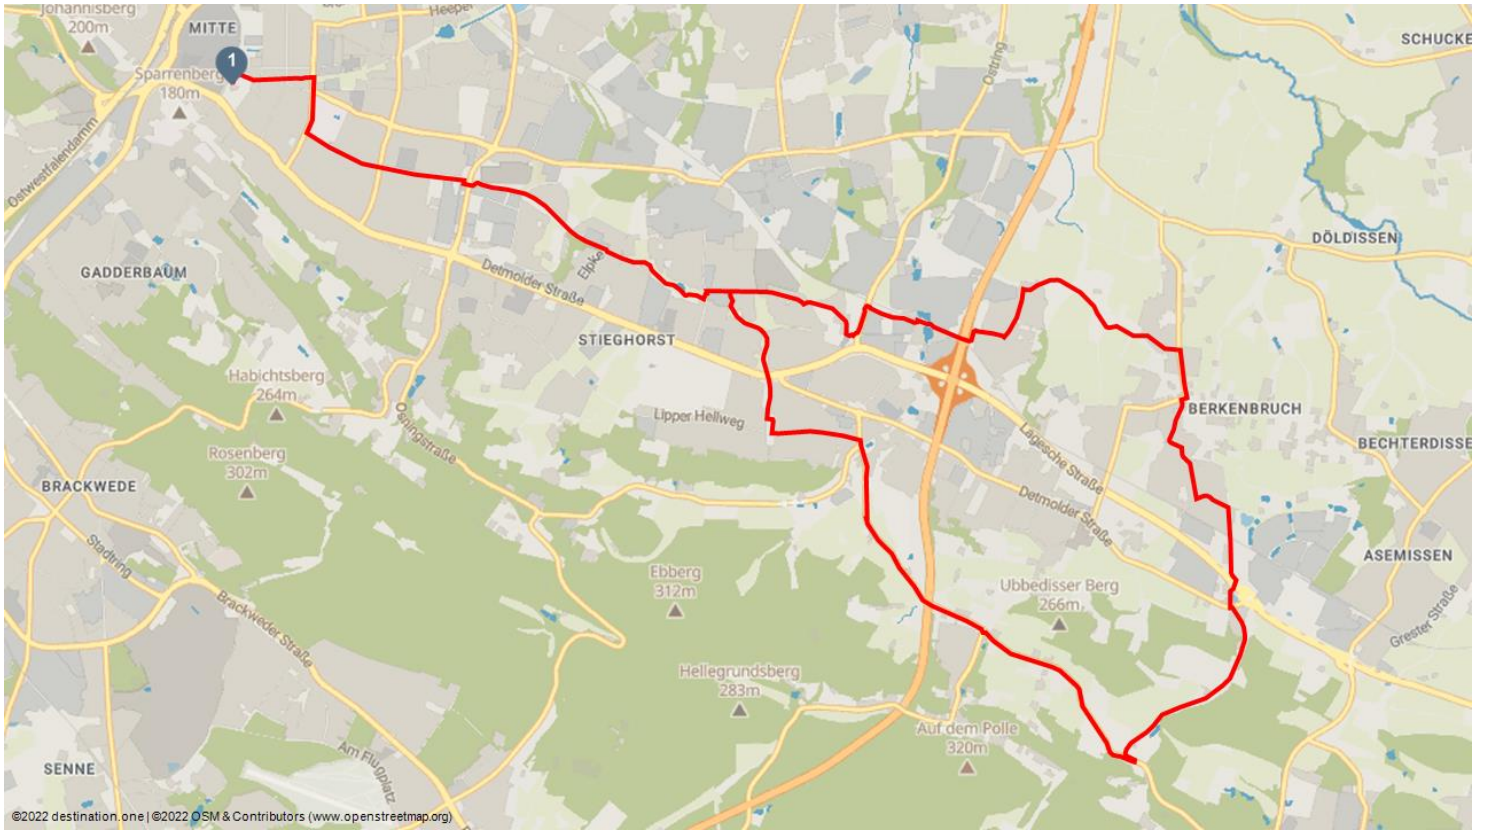 Johannisberg
200m
MITTE
1
Heeper
Sparrenberg
180m
Ostring
SCHUCKE
Ostwestfalendamm
DÖLDISSEN
GADDERBAUM
Elpke
Detmolder Straße
STIEGHORST
Habichtsberg
264m
Lipper Hellweg
BERKENBRUCH
Osningstraße
Lagesche Straße
BECHTERDISSE
Rosenberg
302m
BRACKWEDE
Detmolder Straße
Stadtring
ASEMISSEN
Ebberg
312m
Ubbedisser Berg
266m
Brackweder Straße
Grester Straße
Hellegrundsberg
283m
Auf dem Polle
320m
Am Flugplatz
SENNE
©2022 destination.one | ©2022 OSM & Contributors (www.openstreetmap.org)